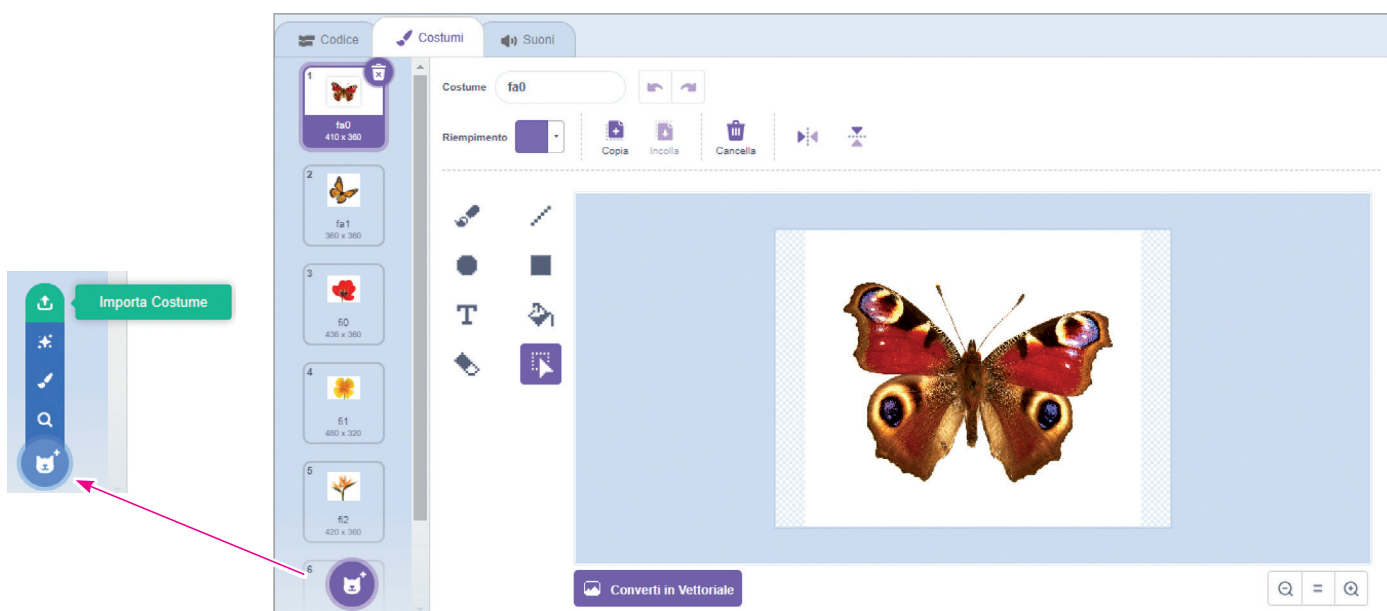 Codice
Costumi
Suoni
1
fa0
410 x 360
2
fa1
360 x 360
3
fi0
436 x 360
4
fi1
480 x 320
5
fi2
420 x 360
6
Costume
fa0
Riempimento
Copia
Incolla
Cancella
T
Importa Costume
Converti in Vettoriale
=